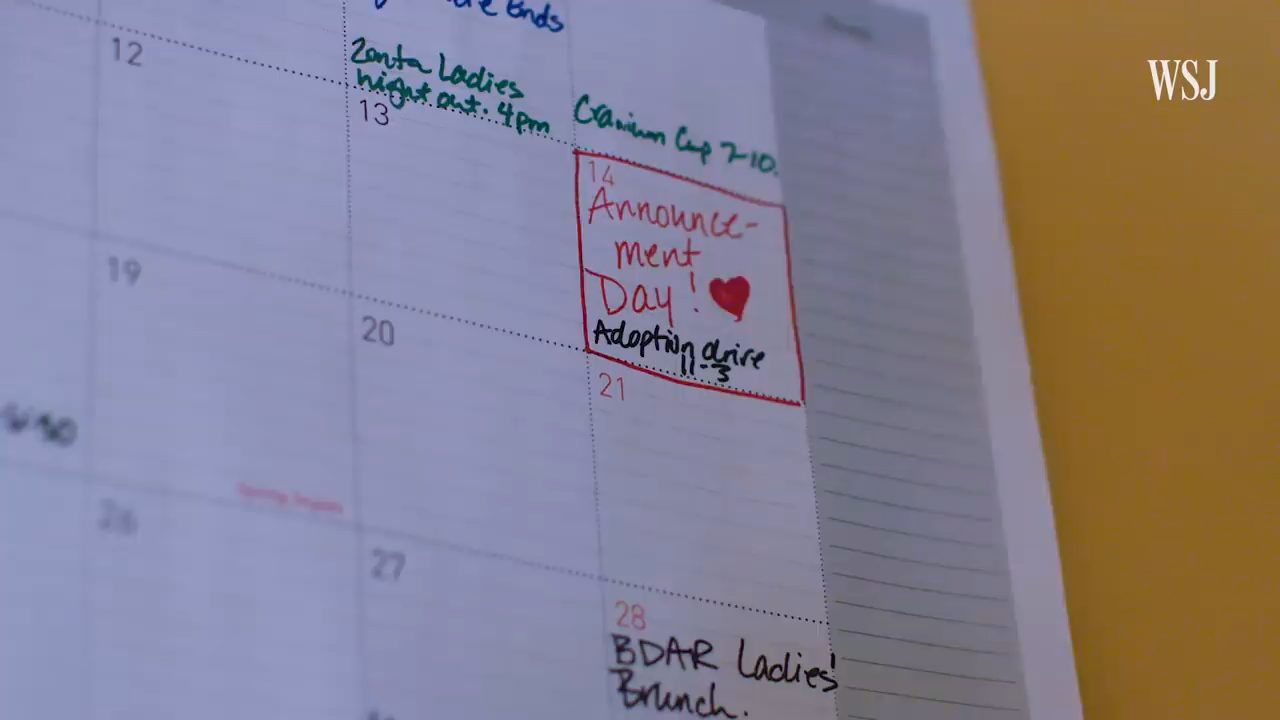 Ends
WSJ
12
Zonta Ladies
night out. 4pm
13
Cranium Cup 7-10.
14
Announce-
ment
Day!
Adoption drive
11-3
19
20
21
26
27
28
BDAR Ladies'
Brunch.